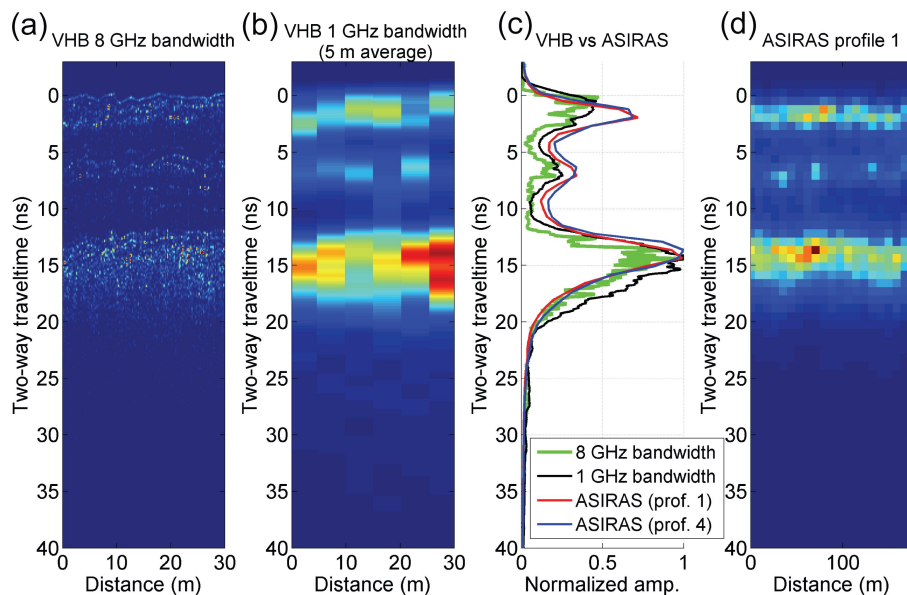 (a)
VHB 8 GHz bandwidth
Two-way traveltime (ns)
0
5
10
15
20
25
30
35
40
0
10
20
30
Distance (m)
(b)
VHB 1 GHz bandwidth
(5 m average)
Two-way traveltime (ns)
0
5
10
15
20
25
30
35
40
0
10
20
30
Distance (m)
(c)
VHB vs ASIRAS
Two-way traveltime (ns)
0
5
10
15
20
25
30
35
40
8 GHz bandwidth
1 GHz bandwidth
ASIRAS (prof. 1)
ASIRAS (prof. 4)
0
0.5
1
Normalized amp.
(d)
ASIRAS profile 1
Two-way traveltime (ns)
0
5
10
15
20
25
30
35
40
0
100
Distance (m)